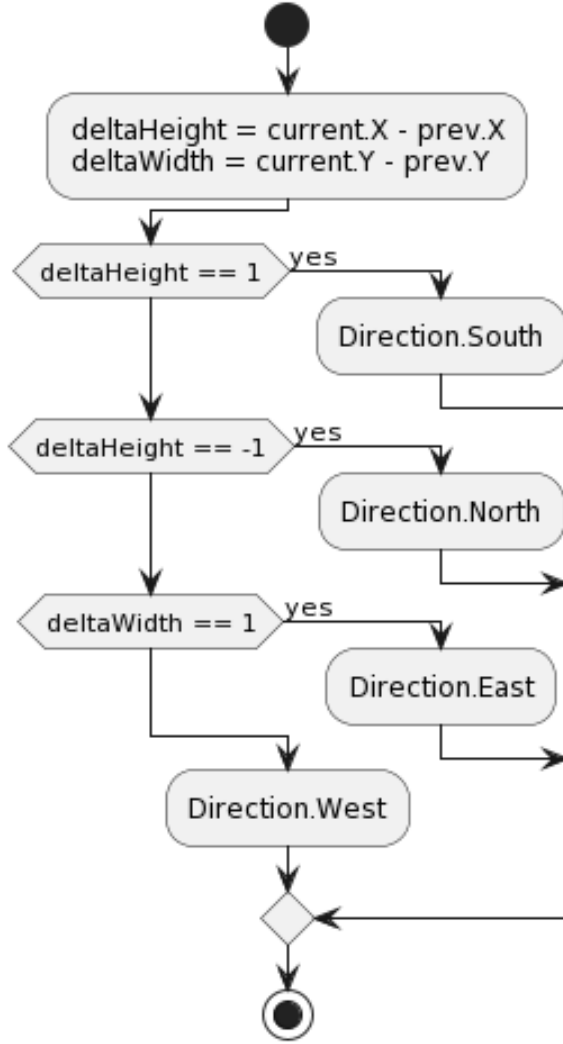 deltaHeight = current.X - prev.X
deltaWidth = current.Y - prev.Y
deltaHeight == 1
yes
Direction.South
deltaHeight == -1
yes
Direction.North
deltaWidth == 1
yes
Direction.East
Direction.West